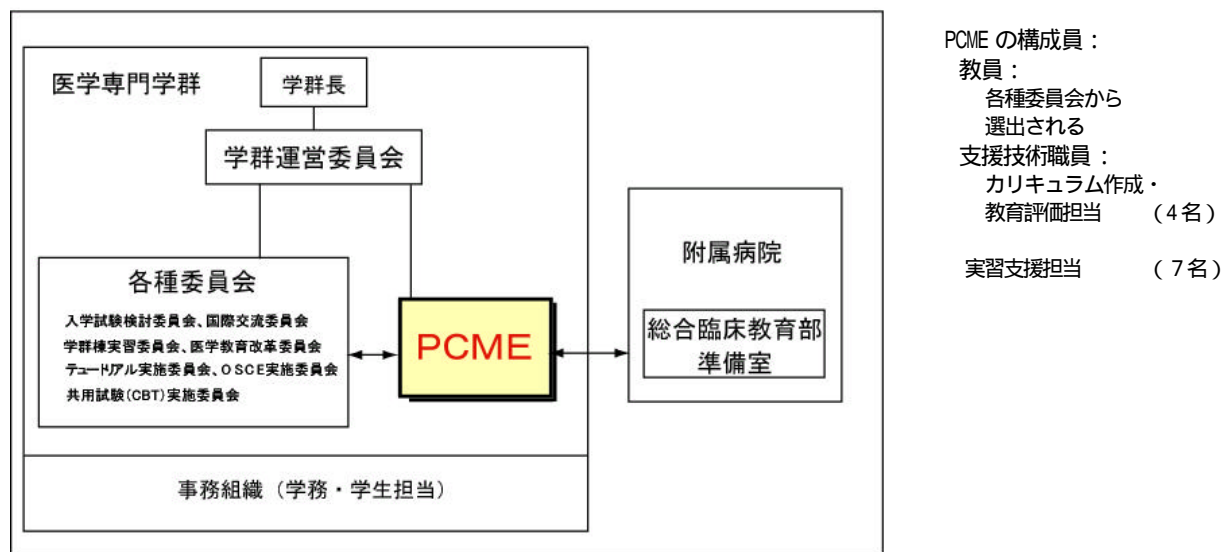 医学専門学群
学群長
学群運営委員会
各種委員会
入学試験検討委員会、国際交流委員会
学群棟実習委員会、医学教育改革委員会
テュートリアル実施委員会、OSCE実施委員会
共用試験(CBT)実施委員会
PCME
附属病院
総合臨床教育部
準備室
事務組織（学務・学生担当）
PCME の構成員：
教員：
各種委員会から
選出される
支援技術職員：
カリキュラム作成・
教育評価担当 （4名）
実習支援担当 （7名）